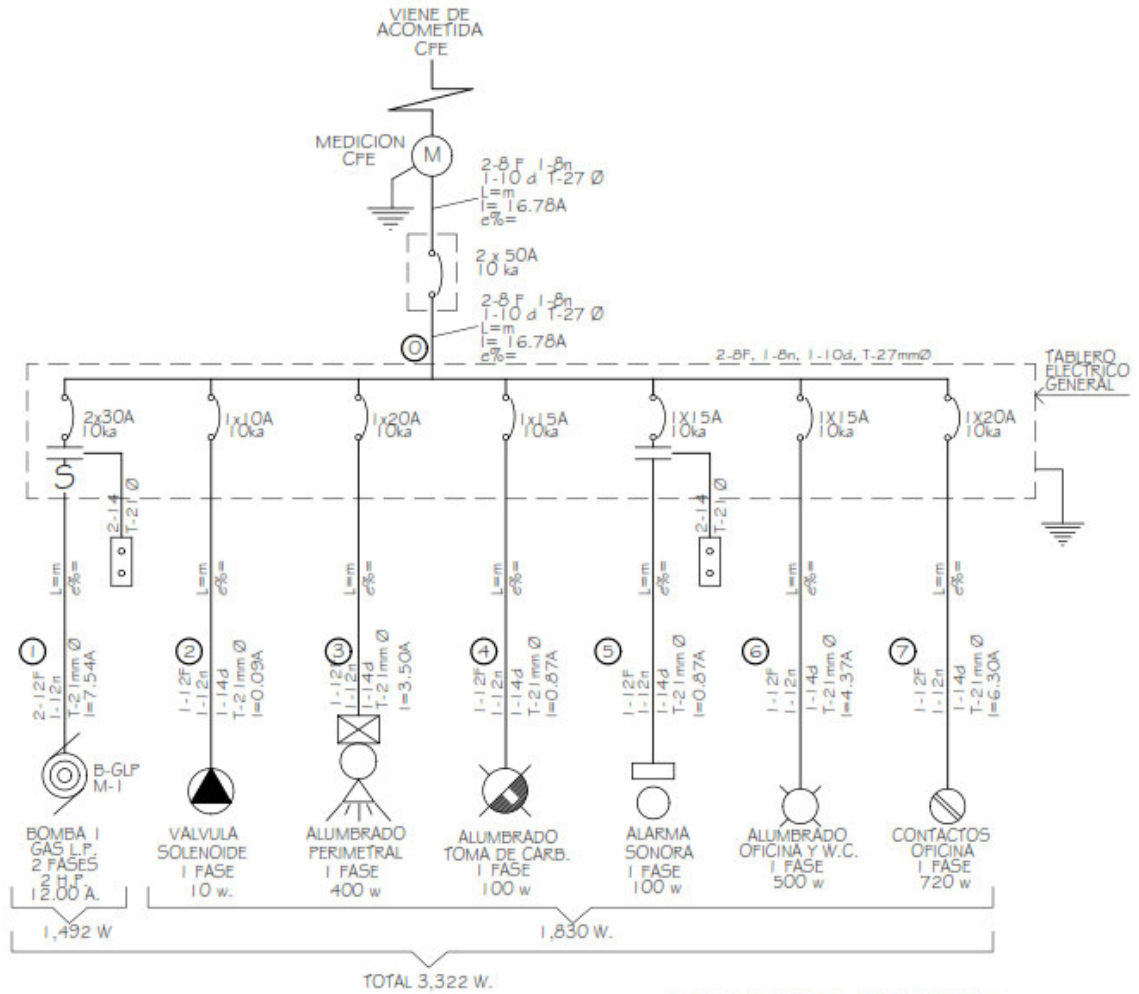 VIENE DE
ACOMETIDA
CFE
MEDICION
CFE
M
2-8 F 1-8n
1-10 d T-27 Ø
L=m
I= 16.78A
e%=
2 x 50A
10 ka
2-8 F 1-8n
1-10 d T-27 Ø
L=m
I= 16.78A
e%=
0
2-8F, 1-8n, 1-10d, T-27mmØ
TABLERO
ELECTRICO
GENERAL
2x30A
10ka
1x10A
10ka
1x20A
10ka
1x15A
10ka
1X15A
10ka
1X15A
10ka
1X20A
10ka
S
2-14
T-21 Ø
2-14
T-21 Ø
L=m
e%=
L=m
e%=
L=m
e%=
L=m
e%=
L=m
e%=
L=m
e%=
L=m
e%=
1
2-12F
1-12n
T-21mm Ø
I=7.54A
2
1-12F
1-12n
T-21mm Ø
I=0.09A
3
1-12F
1-12n
1-14d
T-21mm Ø
I=3.50A
4
1-12F
1-12n
1-14d
T-21mm Ø
I=0.87A
5
1-12F
1-12n
1-14d
T-21mm Ø
I=0.87A
6
1-12F
1-12n
1-14d
T-21mm Ø
I=4.37A
7
1-12F
1-12n
1-14d
T-21mm Ø
I=6.30A
B-GLP
M-1
BOMBA 1
GAS L.P.
2 FASES
2 H.P.
12.00 A.
VALVULA
SOLENOIDE
1 FASE
10 w.
ALUMBRADO
PERIMETRAL
1 FASE
400 w
ALUMBRADO
TOMA DE CARB.
1 FASE
100 w
ALARMA
SONORA
1 FASE
100 w
ALUMBRADO
OFICINA Y W.C.
1 FASE
500 w
CONTACTOS
OFICINA
1 FASE
720 w
1,492 W
1,830 W.
TOTAL 3,322 W.